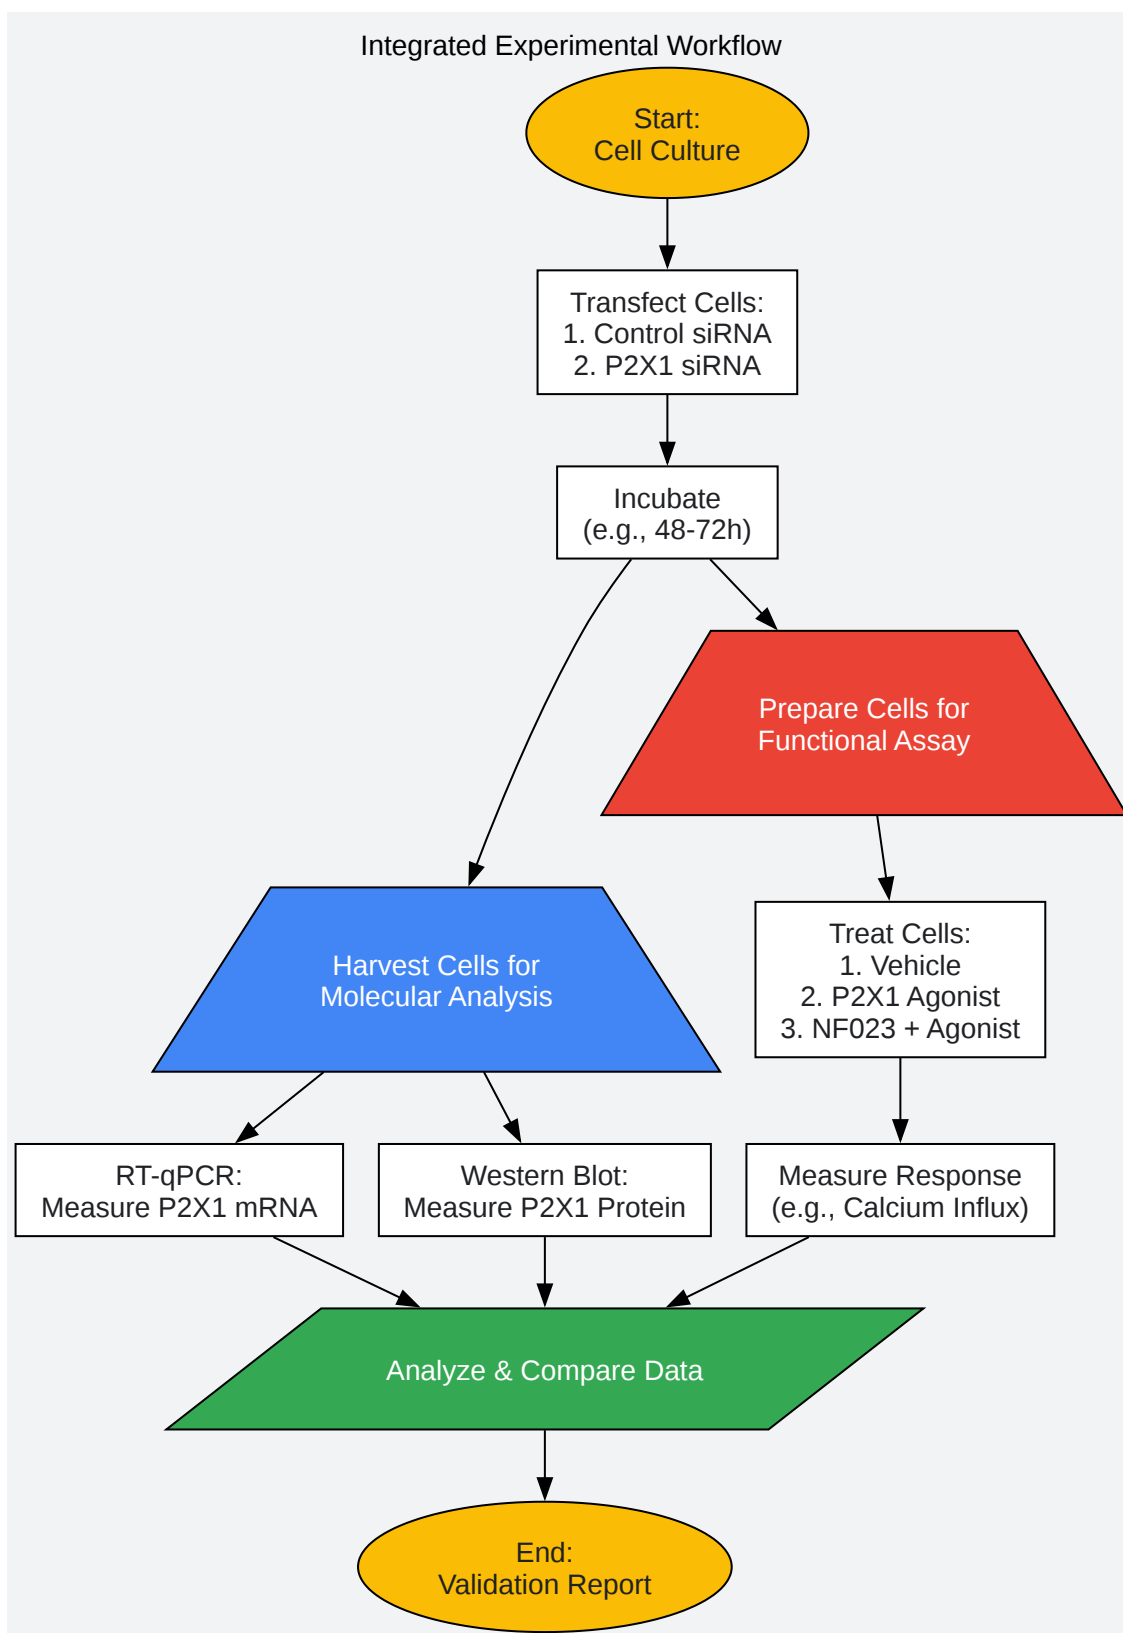 Integrated Experimental Workflow
Start:
Cell Culture
Transfect Cells:
1. Control siRNA
2. P2X1 siRNA
Incubate
(e.g., 48-72h)
Prepare Cells for
Functional Assay
Harvest Cells for
Molecular Analysis
Treat Cells:
1. Vehicle
2. P2X1 Agonist
3. NF023 + Agonist
RT-qPCR:
Measure P2X1 mRNA
Western Blot:
Measure P2X1 Protein
Measure Response
(e.g., Calcium Influx)
Analyze & Compare Data
End:
Validation Report